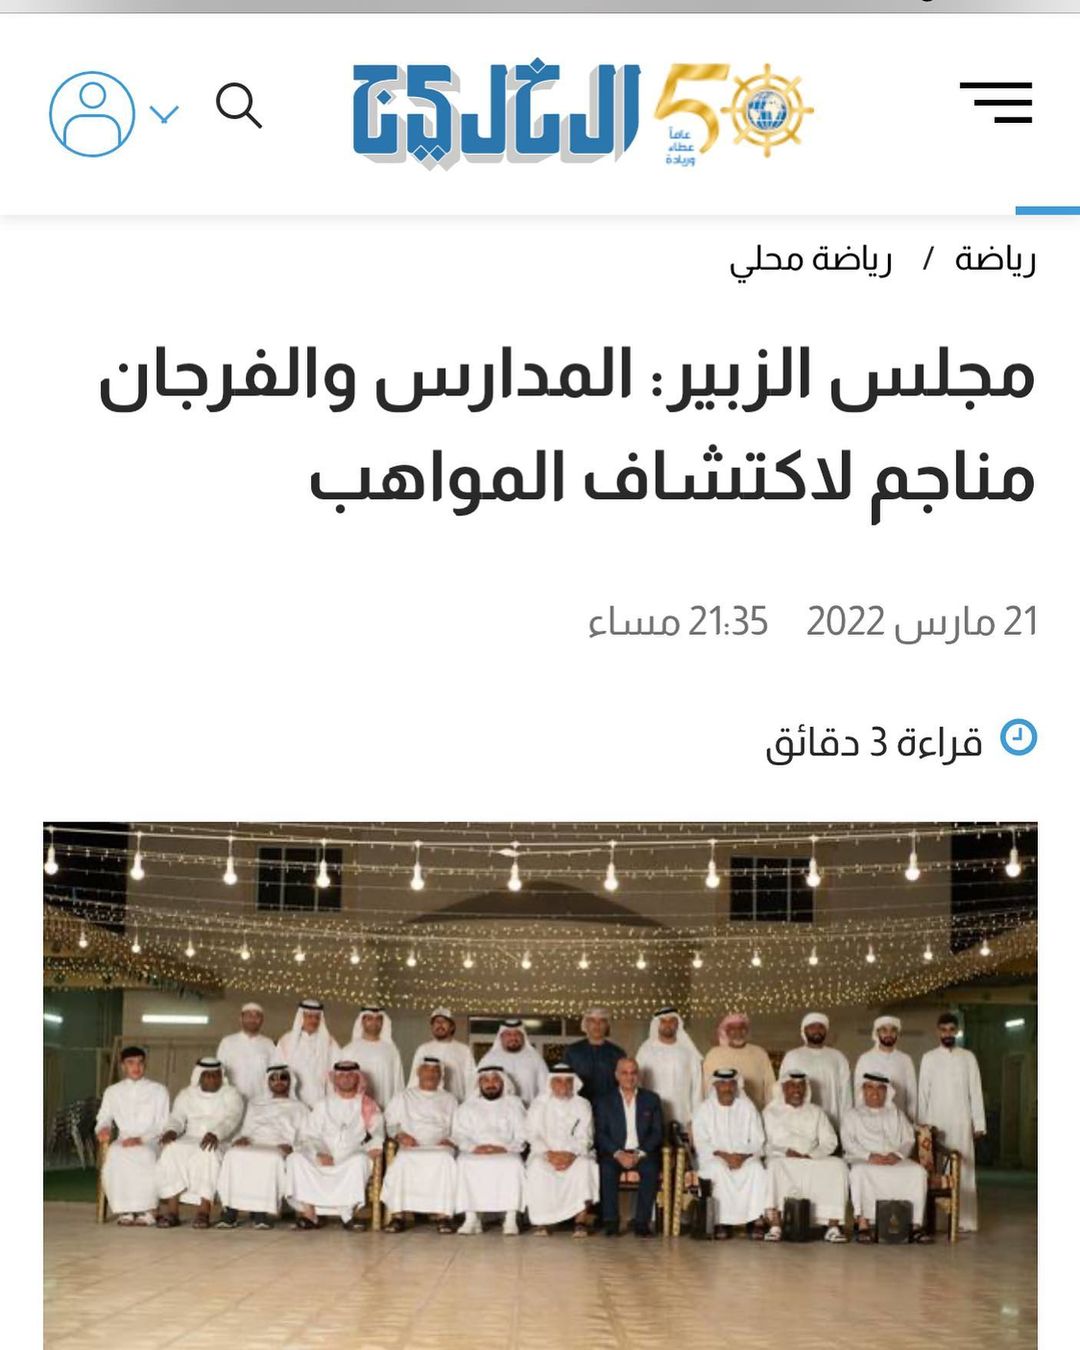 الخليج 50
عاماً
عطاء
وريادة
رياضة / رياضة محلي
مجلس الزبير: المدارس والفرجان
مناجم لاكتشاف المواهب
21 مارس 2022 21:35 مساء
قراءة 3 دقائق